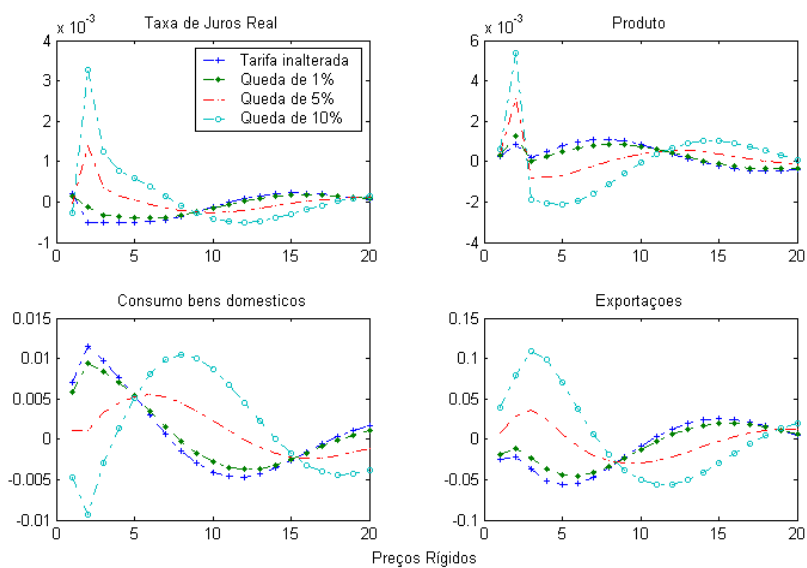 Taxa de Juros Real
x 10^-3
4
3
2
1
0
-1
0 5 10 15 20
Tarifa inalterada
Queda de 1%
Queda de 5%
Queda de 10%
Produto
x 10^-3
6
4
2
0
-2
-4
0 5 10 15 20
Consumo bens domesticos
0.015
0.01
0.005
0
-0.005
-0.01
0 5 10 15 20
Exportaçoes
0.15
0.1
0.05
0
-0.05
-0.1
0 5 10 15 20
Preços Rígidos